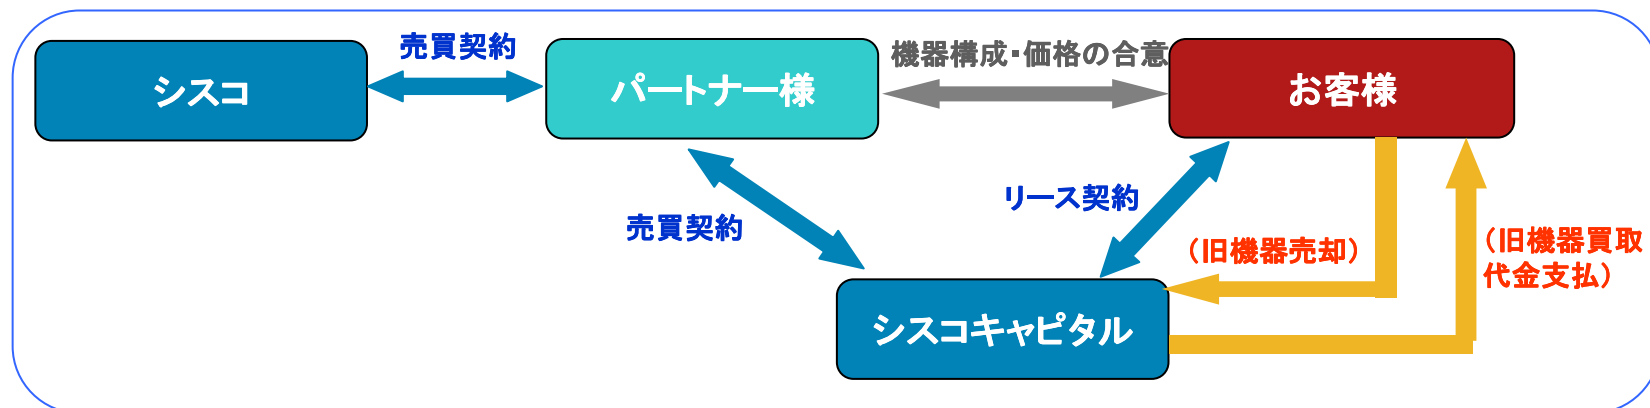 売買契約
機器構成・価格の合意
シスコ
パートナー様
お客様
リース契約
売買契約
（旧機器売却）
（旧機器買取
代金支払）
シスコキャピタル